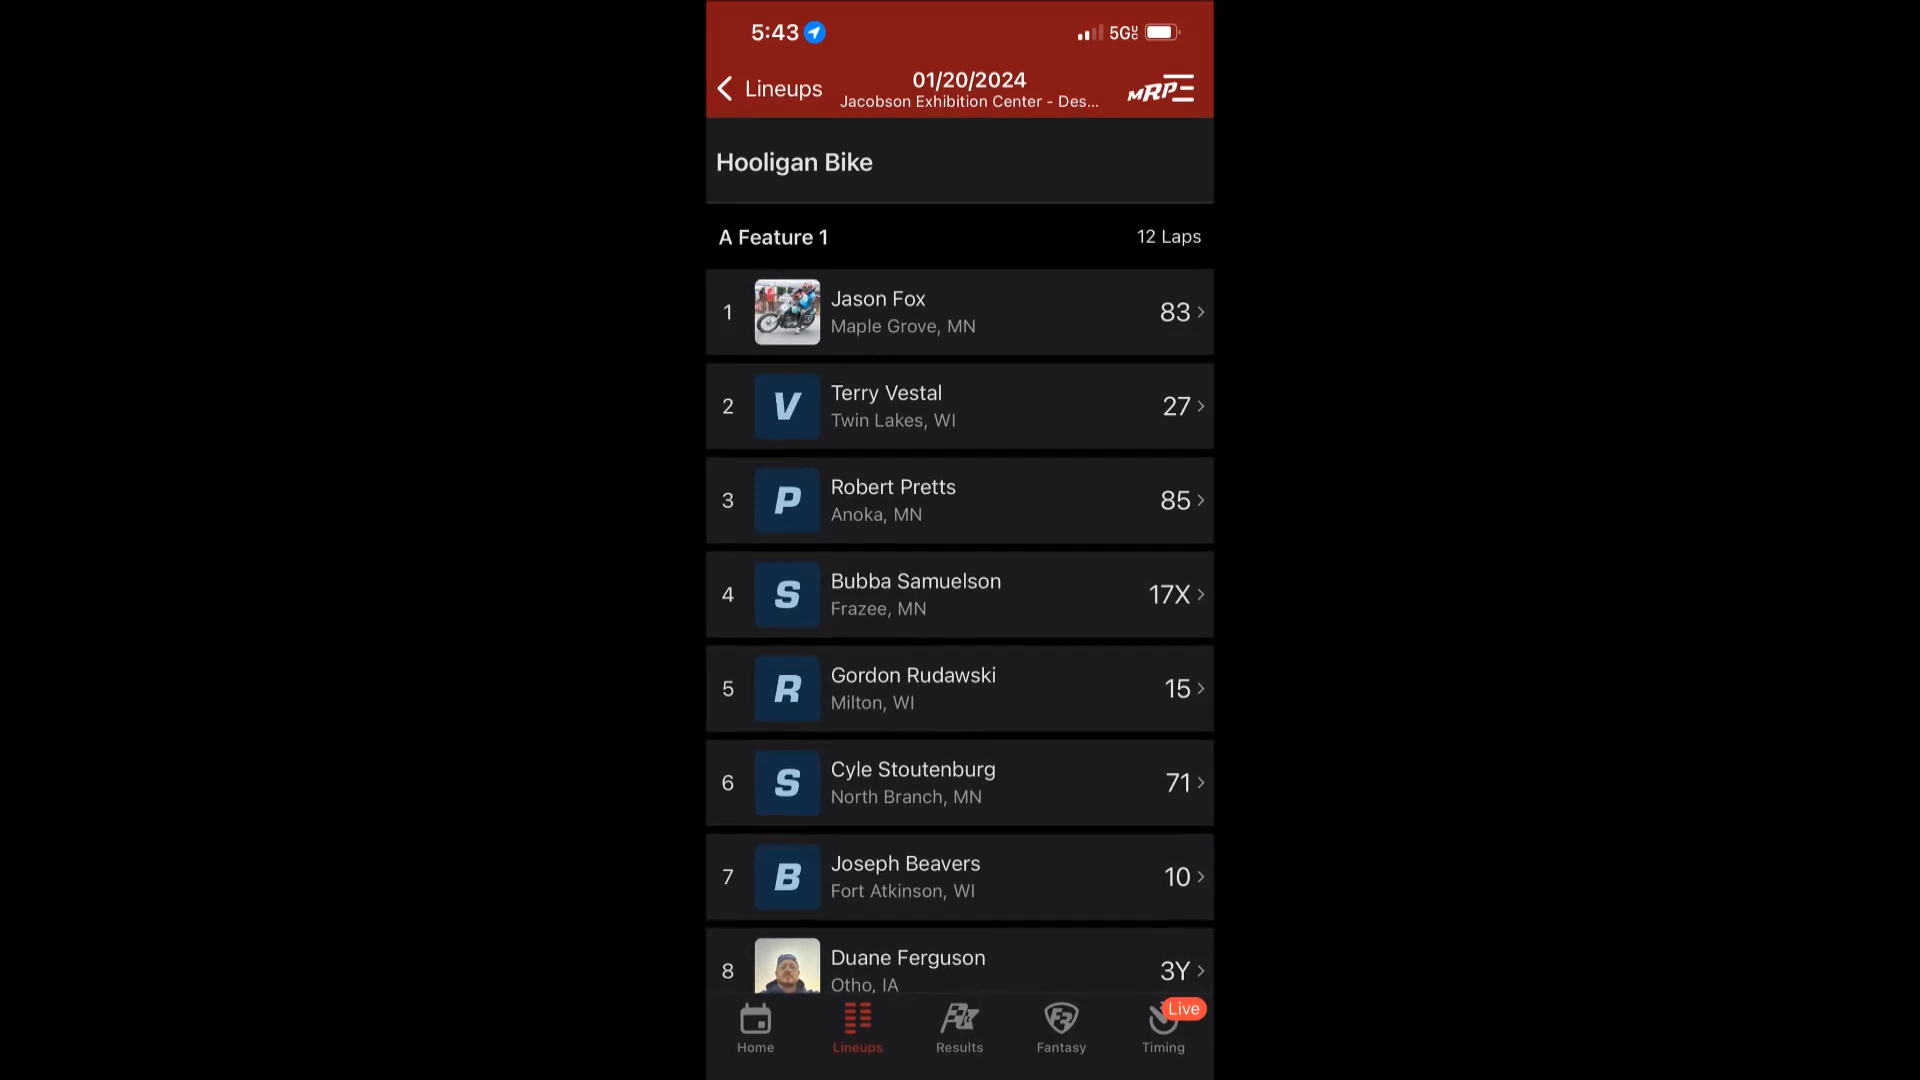 5:43
5GUC
Lineups
01/20/2024
Jacobson Exhibition Center - Des...
MRP
Hooligan Bike
A Feature 1
12 Laps
1
Jason Fox
Maple Grove, MN
83
2
V
Terry Vestal
Twin Lakes, WI
27
3
P
Robert Pretts
Anoka, MN
85
4
S
Bubba Samuelson
Frazee, MN
17X
5
R
Gordon Rudawski
Milton, WI
15
6
S
Cyle Stoutenburg
North Branch, MN
71
7
B
Joseph Beavers
Fort Atkinson, WI
10
8
Duane Ferguson
Otho, IA
3Y
Live
Home
Lineups
Results
Fantasy
Timing